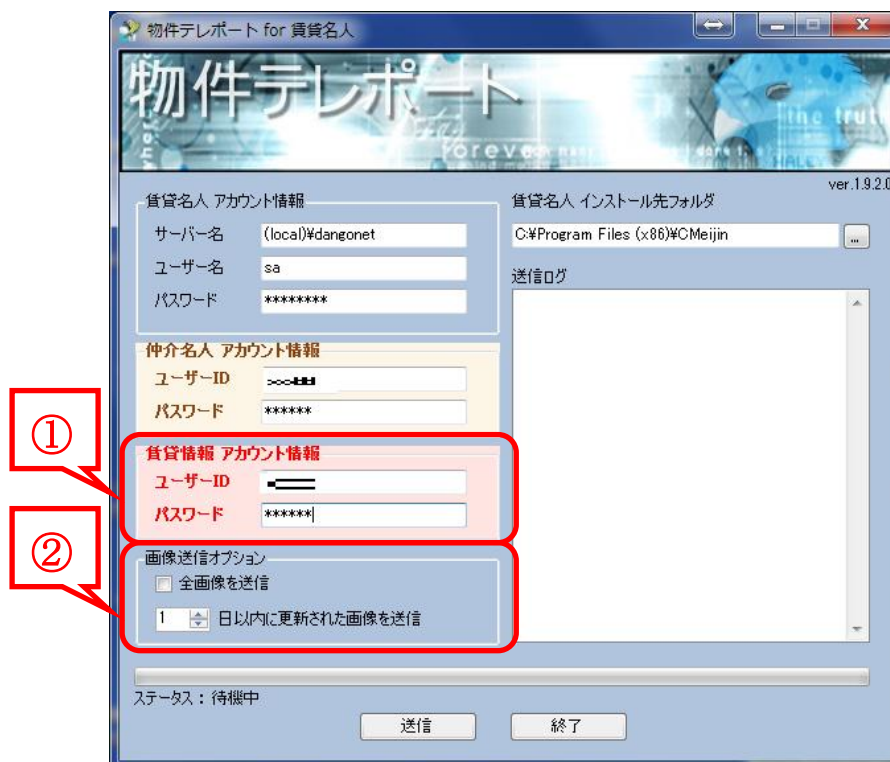 物件テレポート for 賃貸名人
物件テレポート
forever
the trut
HALEY
ver.1.9.2.0
賃貸名人 アカウント情報
サーバー名 (local)¥dangonet
ユーザー名 sa
パスワード ********
仲介名人 アカウント情報
ユーザーID
パスワード ******
①
賃貸情報 アカウント情報
ユーザーID
パスワード ******
②
画像送信オプション
全画像を送信
1 日以内に更新された画像を送信
賃貸名人 インストール先フォルダ
C:¥Program Files (x86)¥CMeijin
...
送信ログ
ステータス : 待機中
送信 終了